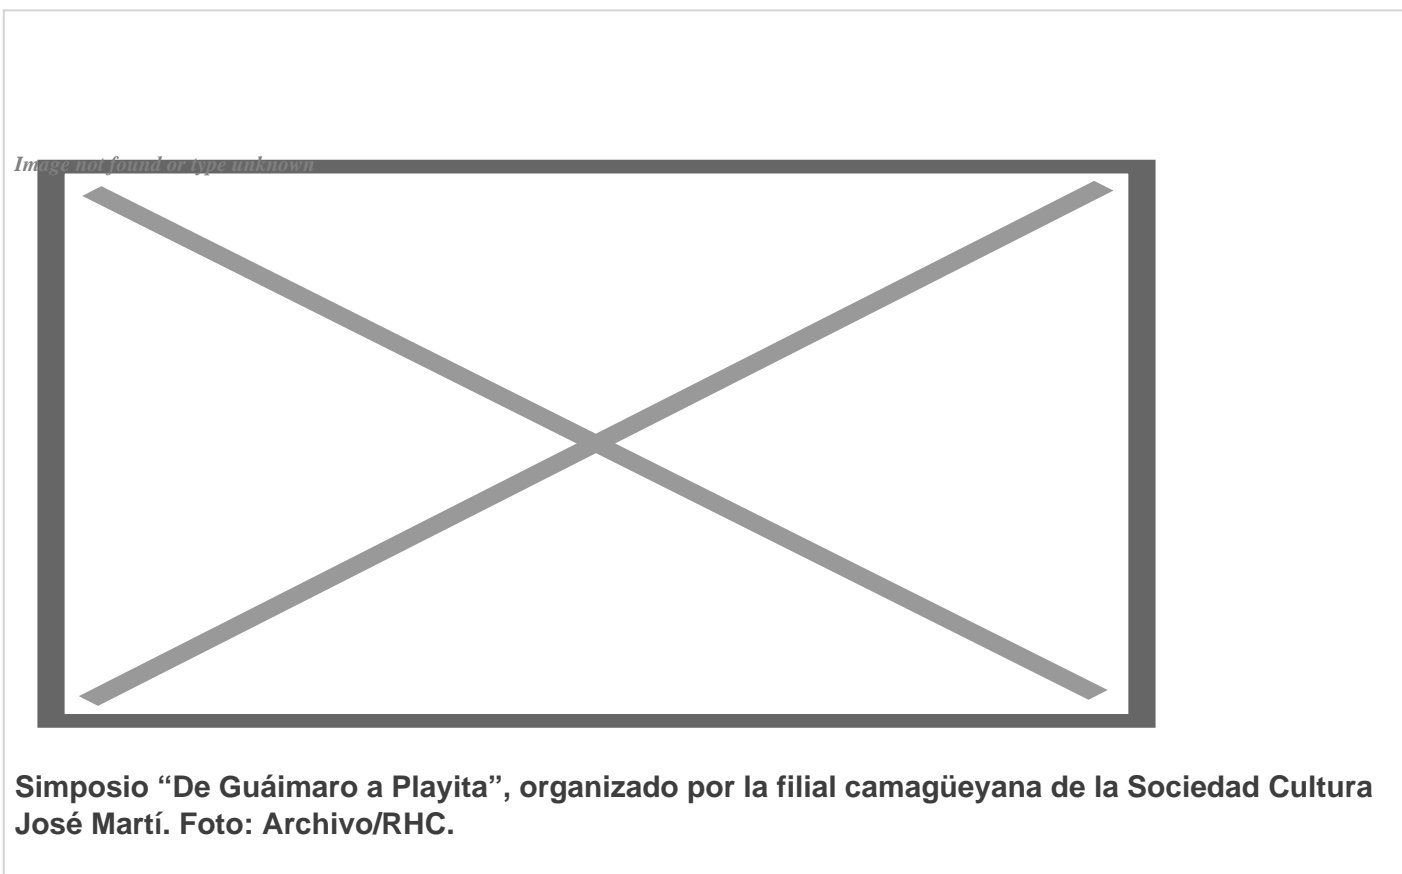 Image not found or type unknown
Simposio “De Guáimaro a Playita”, organizado por la filial camagüeyana de la Sociedad Cultura
José Martí. Foto: Archivo/RHC.